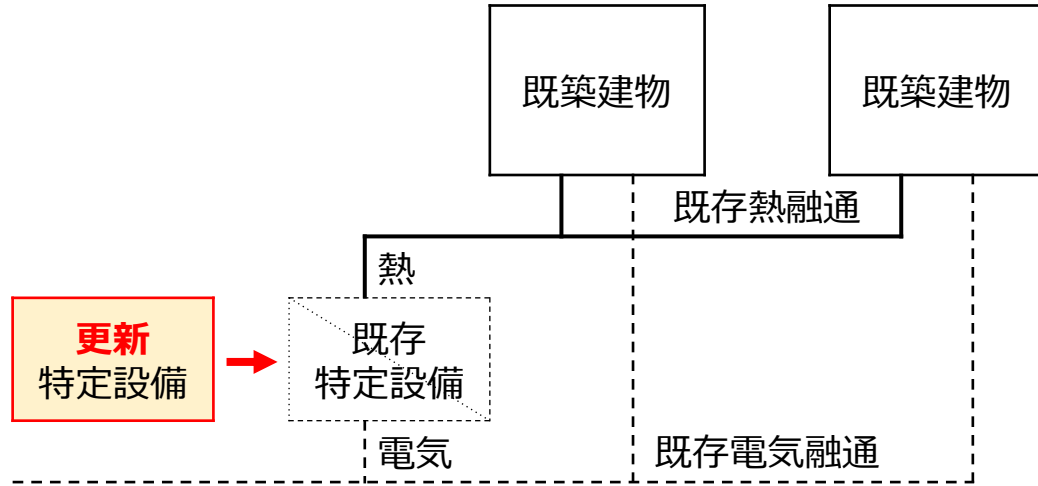 既築建物
既築建物
既存熱融通
熱
更新
特定設備
既存
特定設備
電気
既存電気融通